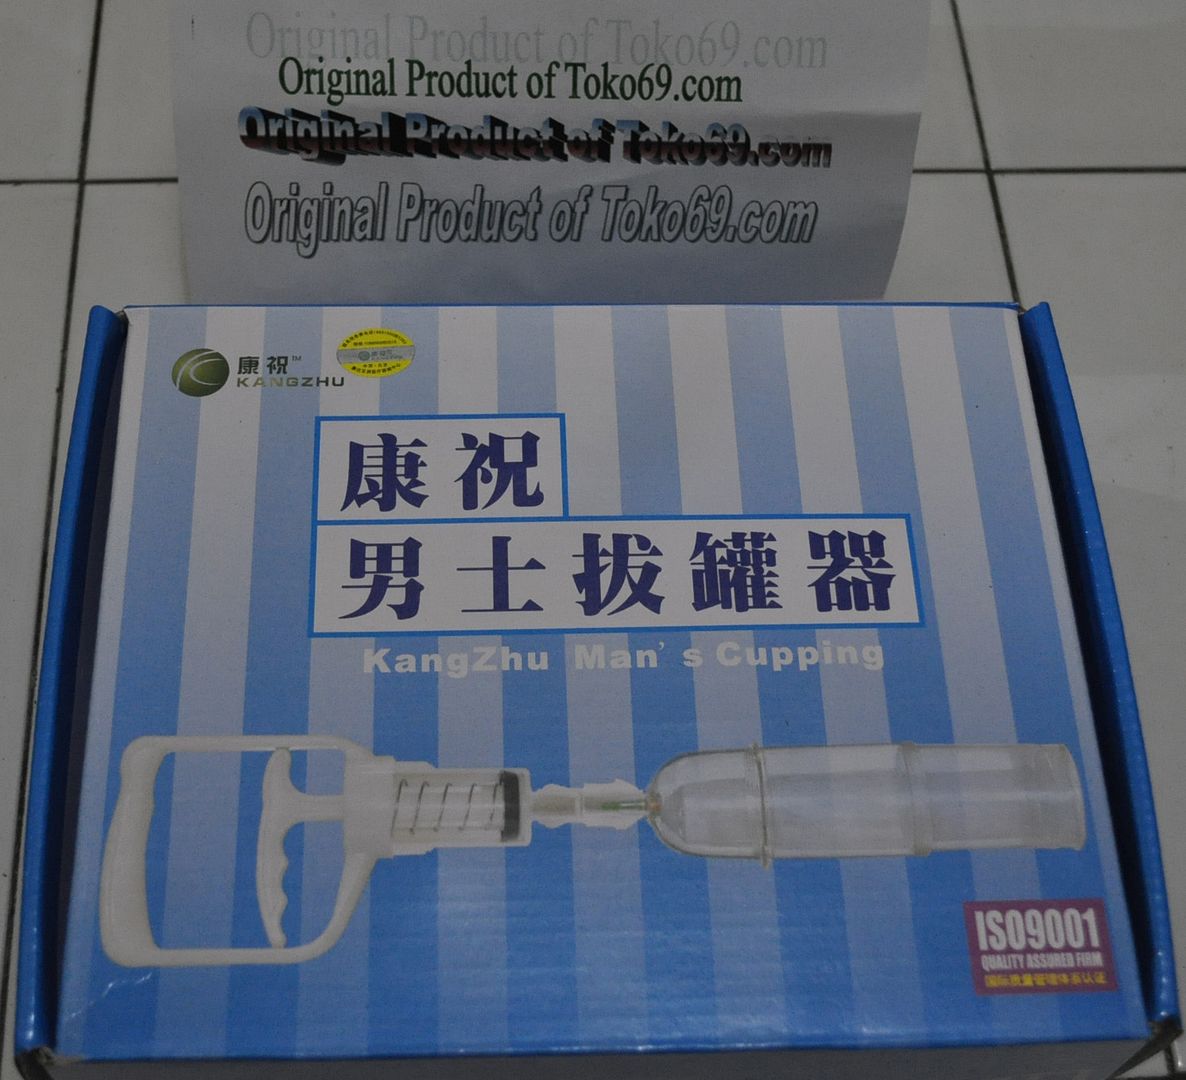 Original Product of Toko69.com
Original Product of Toko69.com
Original Product of Toko69.com
Original Product of Toko69.com
康祝™
KANGZHU
康祝
男士拔罐器
KangZhu Man's Cupping
ISO9001
QUALITY ASSURED FIRM
国际质量管理体系认证